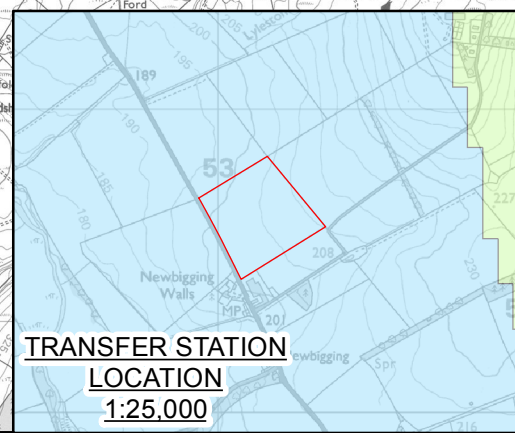 Ford
205
200
Lyleston
195
189
190
53
185
180
227
208
230
Newbigging
Walls
MP
201
Newbigging
Spr
216
TRANSFER STATION
LOCATION
1:25,000